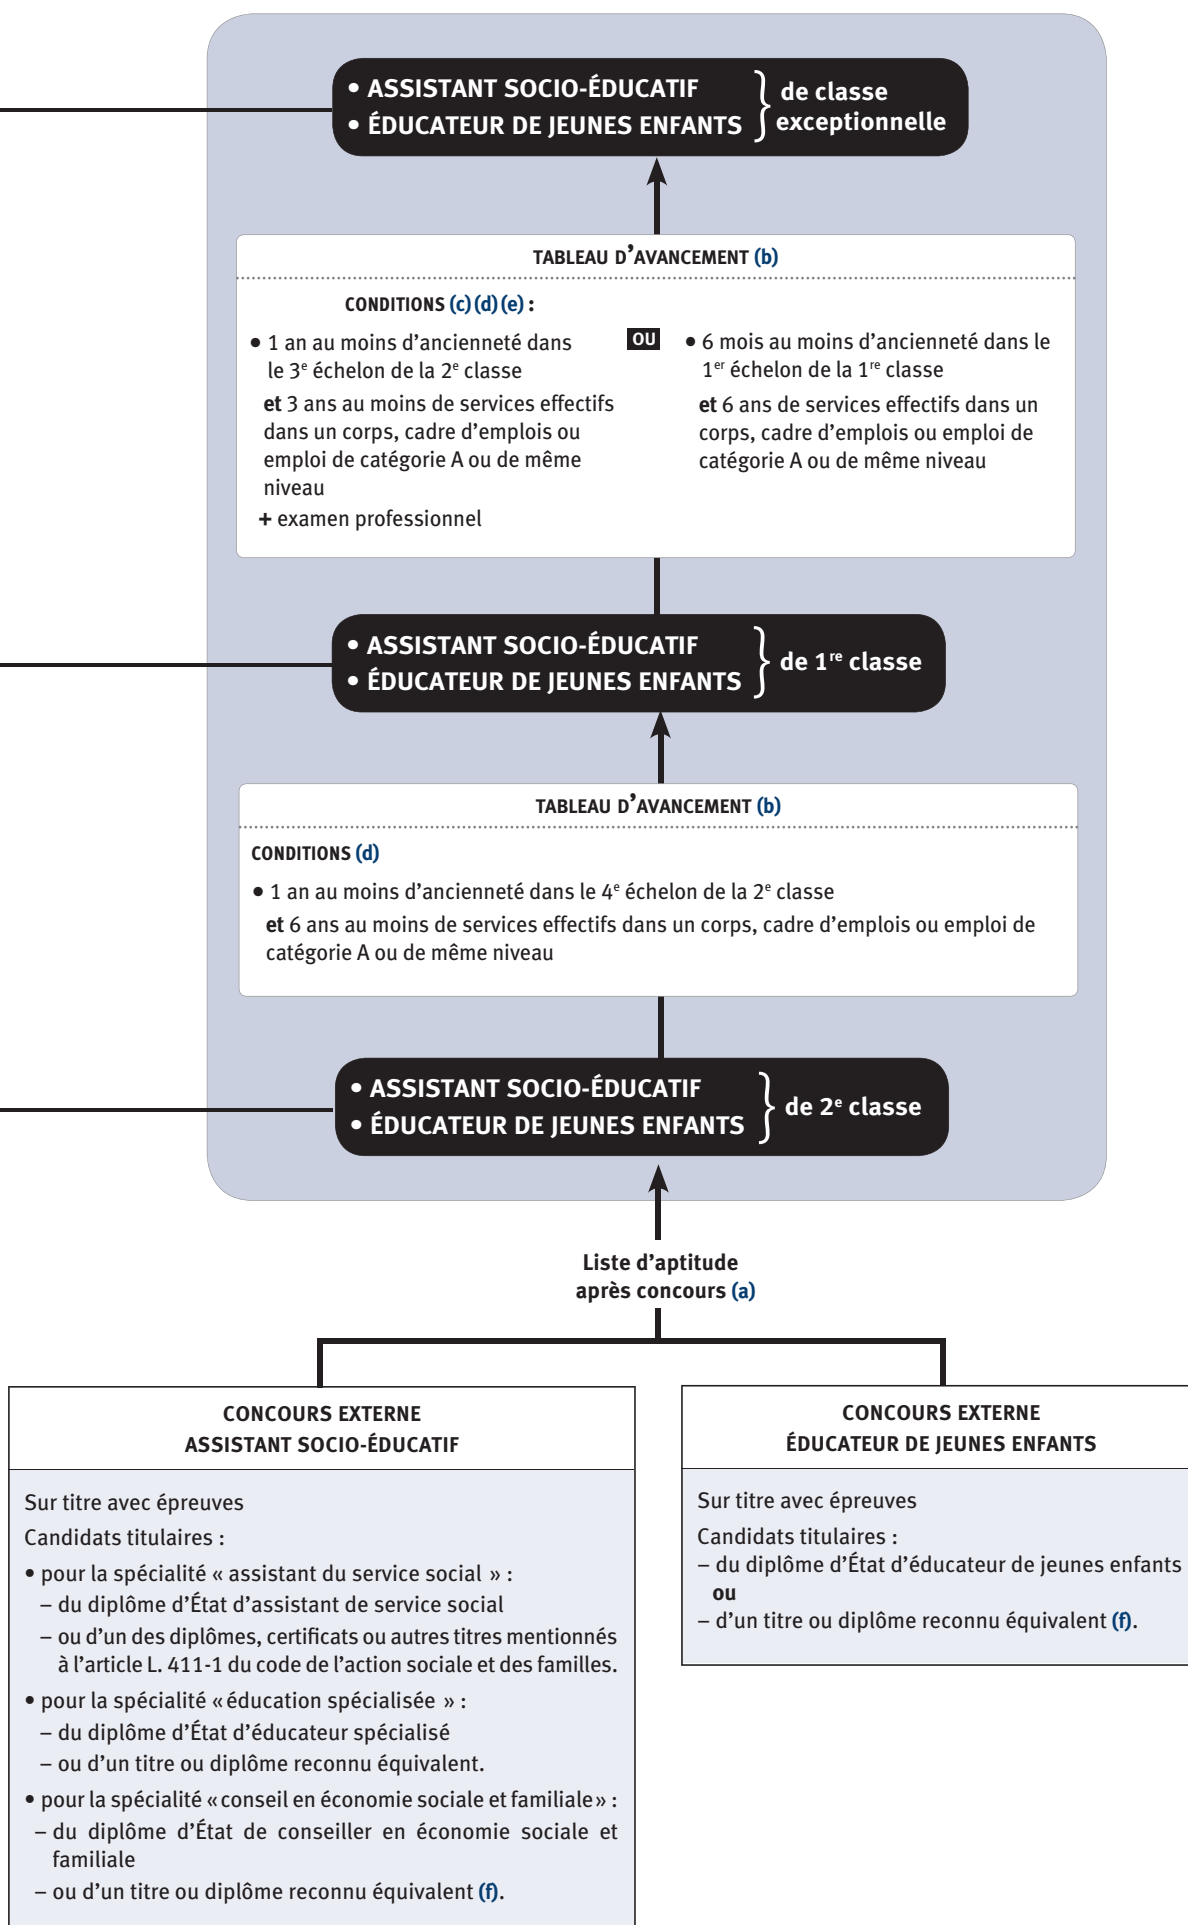 • ASSISTANT SOCIO-ÉDUCATIF
• ÉDUCATEUR DE JEUNES ENFANTS
de classe
exceptionnelle
TABLEAU D'AVANCEMENT (b)
CONDITIONS (c) (d) (e) :
• 1 an au moins d'ancienneté dans
le 3e échelon de la 2e classe
et 3 ans au moins de services effectifs
dans un corps, cadre d'emplois ou
emploi de catégorie A ou de même
niveau
+ examen professionnel
OU
• 6 mois au moins d'ancienneté dans le
1er échelon de la 1re classe
et 6 ans de services effectifs dans un
corps, cadre d'emplois ou emploi de
catégorie A ou de même niveau
• ASSISTANT SOCIO-ÉDUCATIF
• ÉDUCATEUR DE JEUNES ENFANTS
de 1re classe
TABLEAU D'AVANCEMENT (b)
CONDITIONS (d)
• 1 an au moins d'ancienneté dans le 4e échelon de la 2e classe
et 6 ans au moins de services effectifs dans un corps, cadre d'emplois ou emploi de
catégorie A ou de même niveau
• ASSISTANT SOCIO-ÉDUCATIF
• ÉDUCATEUR DE JEUNES ENFANTS
de 2e classe
Liste d'aptitude
après concours (a)
CONCOURS EXTERNE
ASSISTANT SOCIO-ÉDUCATIF
Sur titre avec épreuves
Candidats titulaires :
• pour la spécialité « assistant du service social » :
– du diplôme d'État d'assistant de service social
– ou d'un des diplômes, certificats ou autres titres mentionnés
à l'article L. 411-1 du code de l'action sociale et des familles.
• pour la spécialité « éducation spécialisée » :
– du diplôme d'État d'éducateur spécialisé
– ou d'un titre ou diplôme reconnu équivalent.
• pour la spécialité « conseil en économie sociale et familiale » :
– du diplôme d'État de conseiller en économie sociale et
familiale
– ou d'un titre ou diplôme reconnu équivalent (f).
CONCOURS EXTERNE
ÉDUCATEUR DE JEUNES ENFANTS
Sur titre avec épreuves
Candidats titulaires :
– du diplôme d'État d'éducateur de jeunes enfants
ou
– d'un titre ou diplôme reconnu équivalent (f).